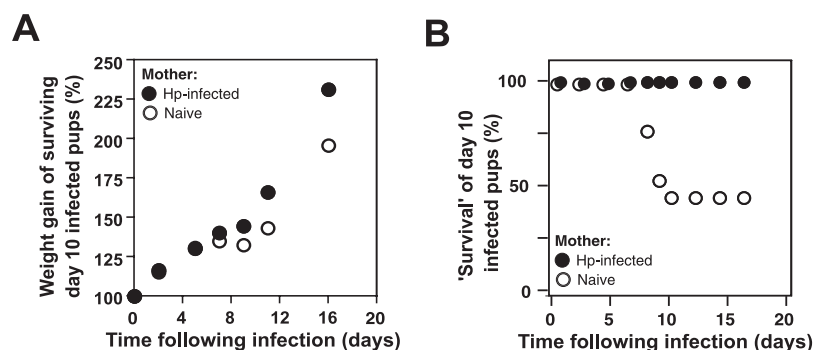 A
Weight gain of surviving
day 10 infected pups (%)
250
225
200
175
150
125
100
Mother:
Hp-infected
Naive
0 4 8 12 16 20
Time following infection (days)
B
'Survival' of day 10
infected pups (%)
100
50
0
Mother:
Hp-infected
Naive
0 5 10 15 20
Time following infection (days)